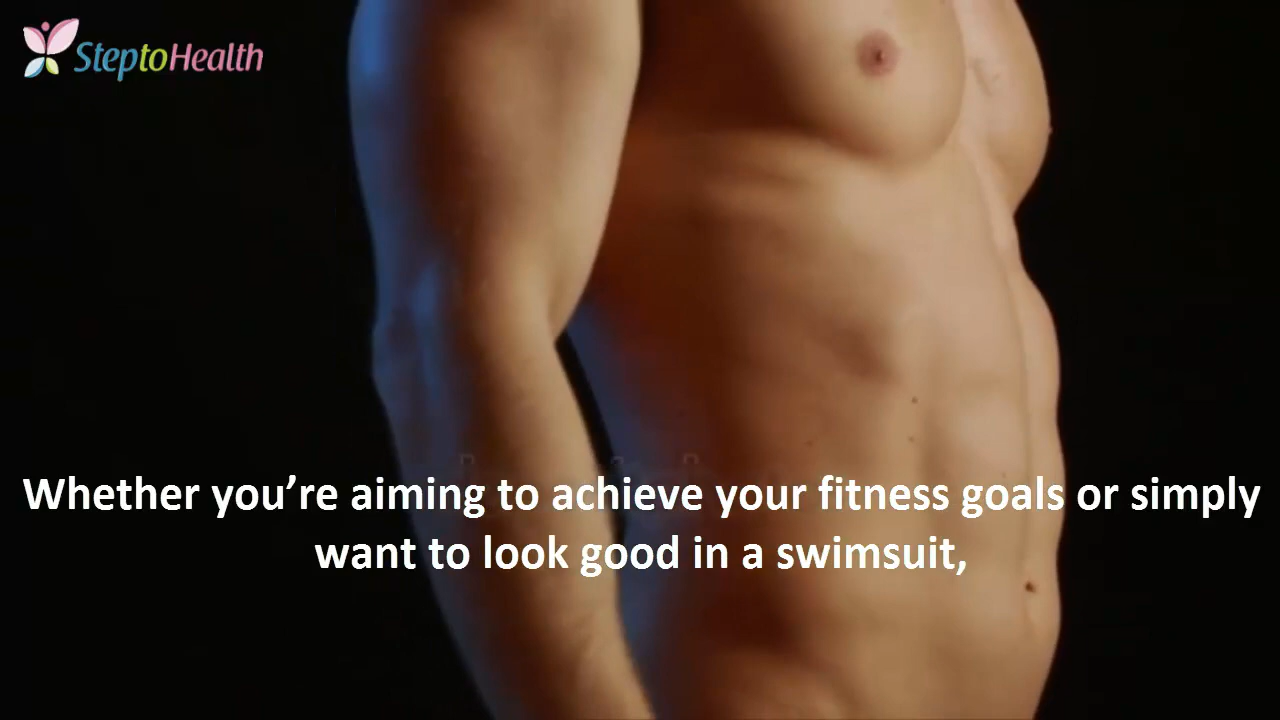 SteptoHealth
Whether you’re aiming to achieve your fitness goals or simply
want to look good in a swimsuit,